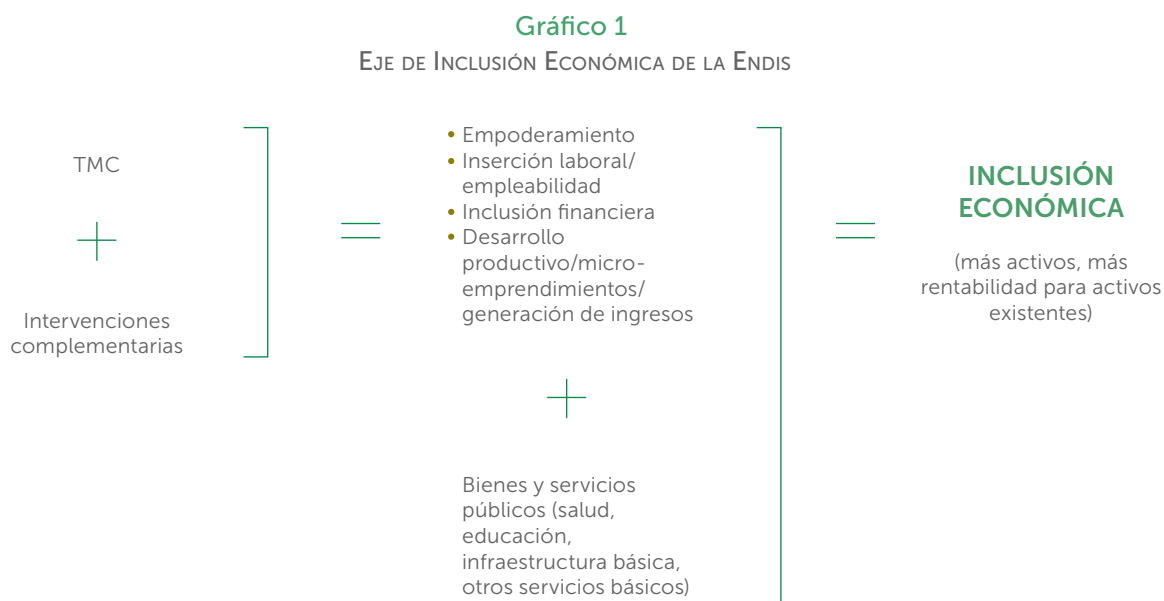 Gráfico 1
Eje de Inclusión Económica de la Endis
TMC
+
Intervenciones
complementarias
=
• Empoderamiento
• Inserción laboral/
empleabilidad
• Inclusión financiera
• Desarrollo
productivo/micro-
emprendimientos/
generación de ingresos
+
Bienes y servicios
públicos (salud,
educación,
infraestructura básica,
otros servicios básicos)
=
INCLUSIÓN
ECONÓMICA
(más activos, más
rentabilidad para activos
existentes)